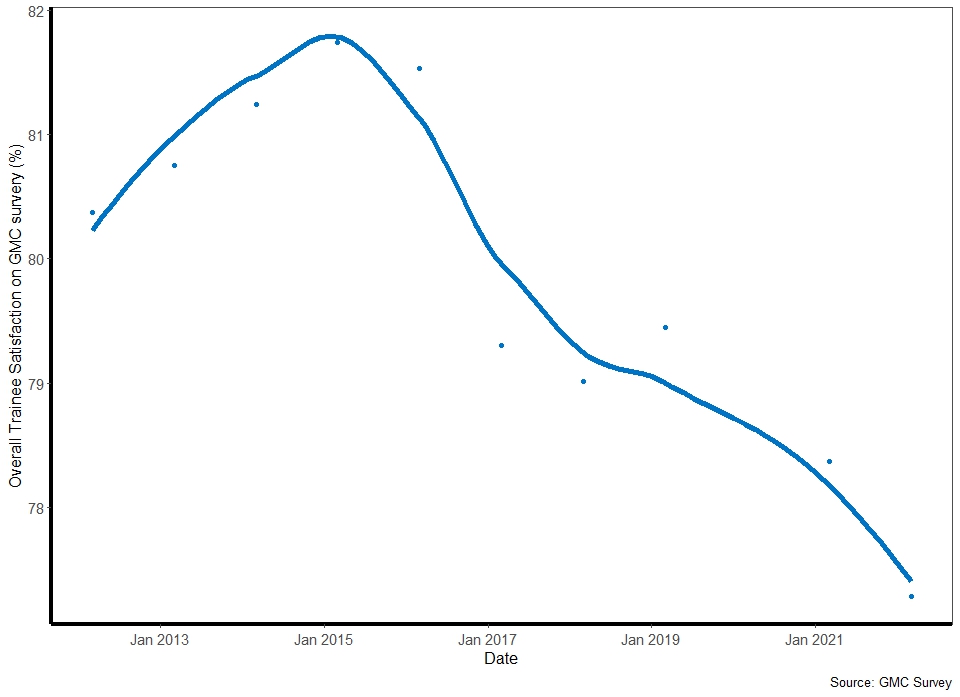 Overall Trainee Satisfaction on GMC survery (%)
82
81
80
79
78
Jan 2013 Jan 2015 Jan 2017 Jan 2019 Jan 2021
Date
Source: GMC Survey